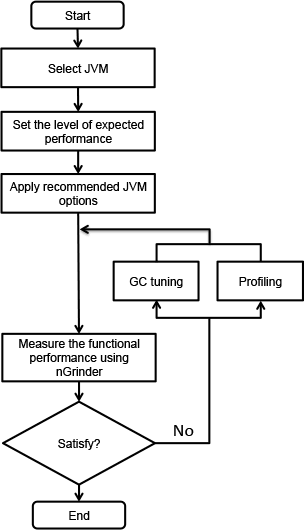 Start
Select JVM
Set the level of expected
performance
Apply recommended JVM
options
GC tuning
Profiling
Measure the functional
performance using
nGrinder
Satisfy?
No
End